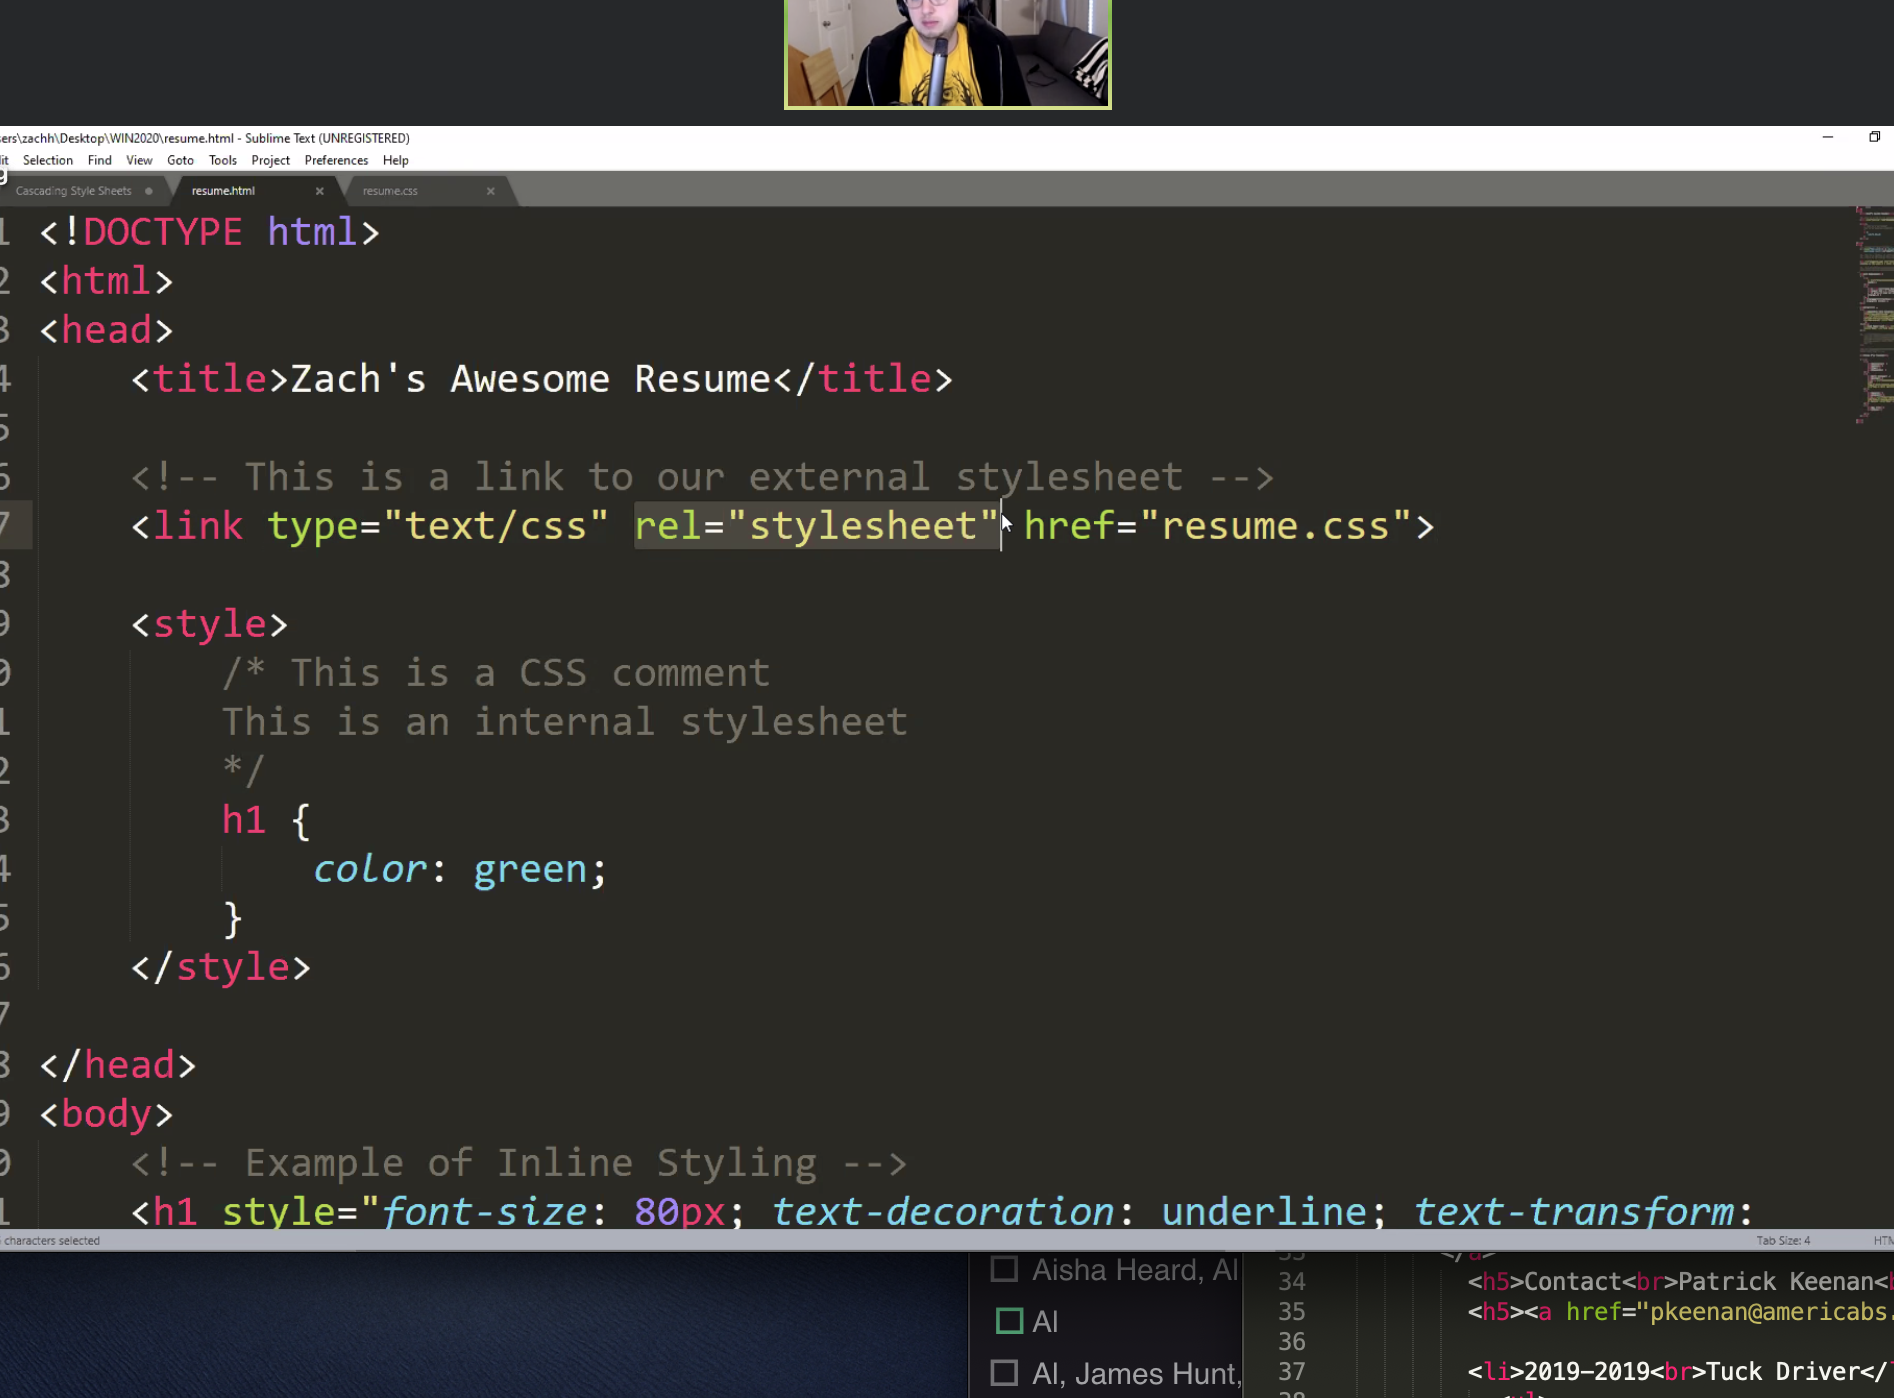 ers\zachh\Desktop\WIN2020\resume.html - Sublime Text (UNREGISTERED)
it Selection Find View Goto Tools Project Preferences Help
g
Cascading Style Sheets resume.html resume.css
1 <!DOCTYPE html>
2 <html>
3 <head>
4 <title>Zach's Awesome Resume</title>
5
6 <!-- This is a link to our external stylesheet -->
7 <link type="text/css" rel="stylesheet" href="resume.css">
8
9 <style>
0 /* This is a CSS comment
1 This is an internal stylesheet
2 */
3 h1 {
4 color: green;
5 }
6 </style>
7
8 </head>
9 <body>
0 <!-- Example of Inline Styling -->
1 <h1 style="font-size: 80px; text-decoration: underline; text-transform:
characters selected Tab Size: 4 HTM
Aisha Heard, Al
Al
Al, James Hunt,
33 </a>
34 <h5>Contact<br>Patrick Keenan<b
35 <h5><a href="pkeenan@americabs.
36
37 <li>2019-2019<br>Tuck Driver</l
38 <ul>